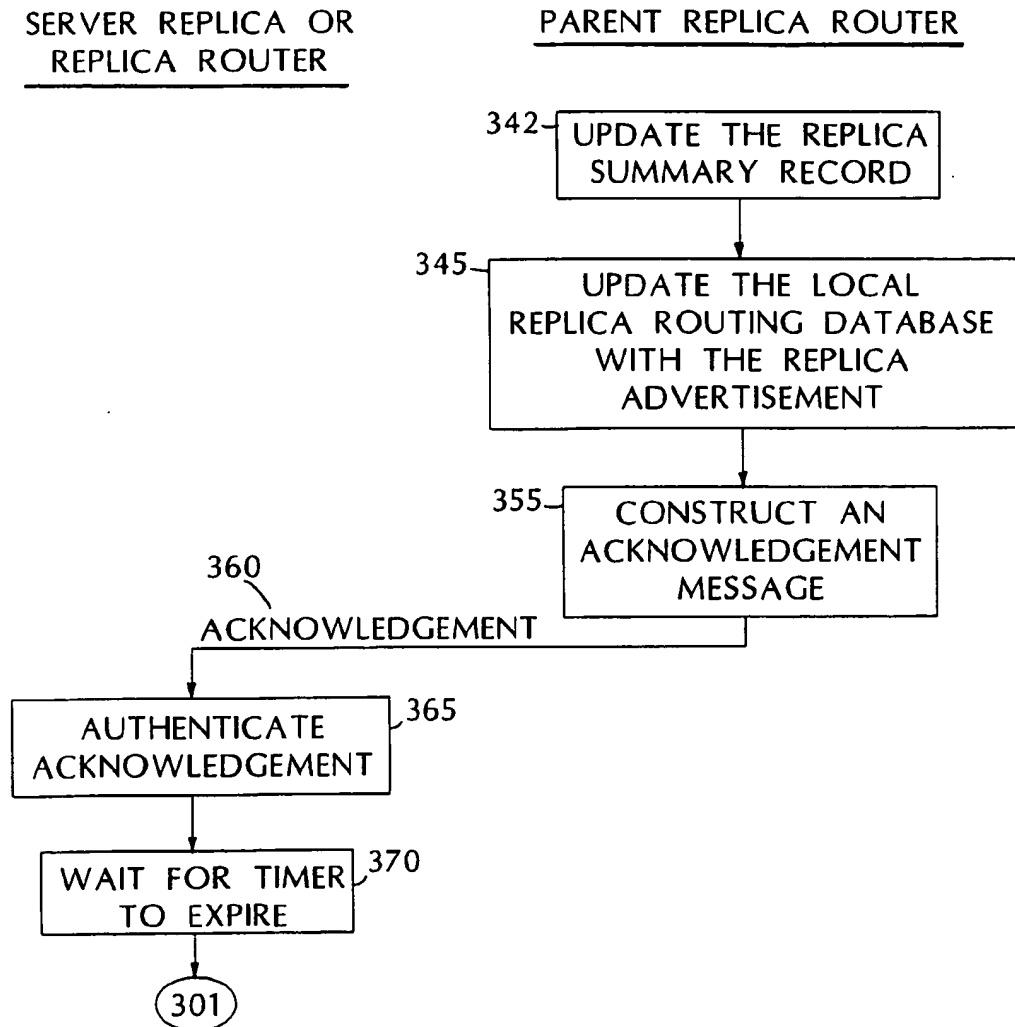 SERVER REPLICA OR
REPLICA ROUTER
PARENT REPLICA ROUTER
342
UPDATE THE REPLICA
SUMMARY RECORD
345
UPDATE THE LOCAL
REPLICA ROUTING DATABASE
WITH THE REPLICA
ADVERTISEMENT
355
CONSTRUCT AN
ACKNOWLEDGEMENT
MESSAGE
360
ACKNOWLEDGEMENT
AUTHENTICATE
ACKNOWLEDGEMENT
365
WAIT FOR TIMER
TO EXPIRE
370
301